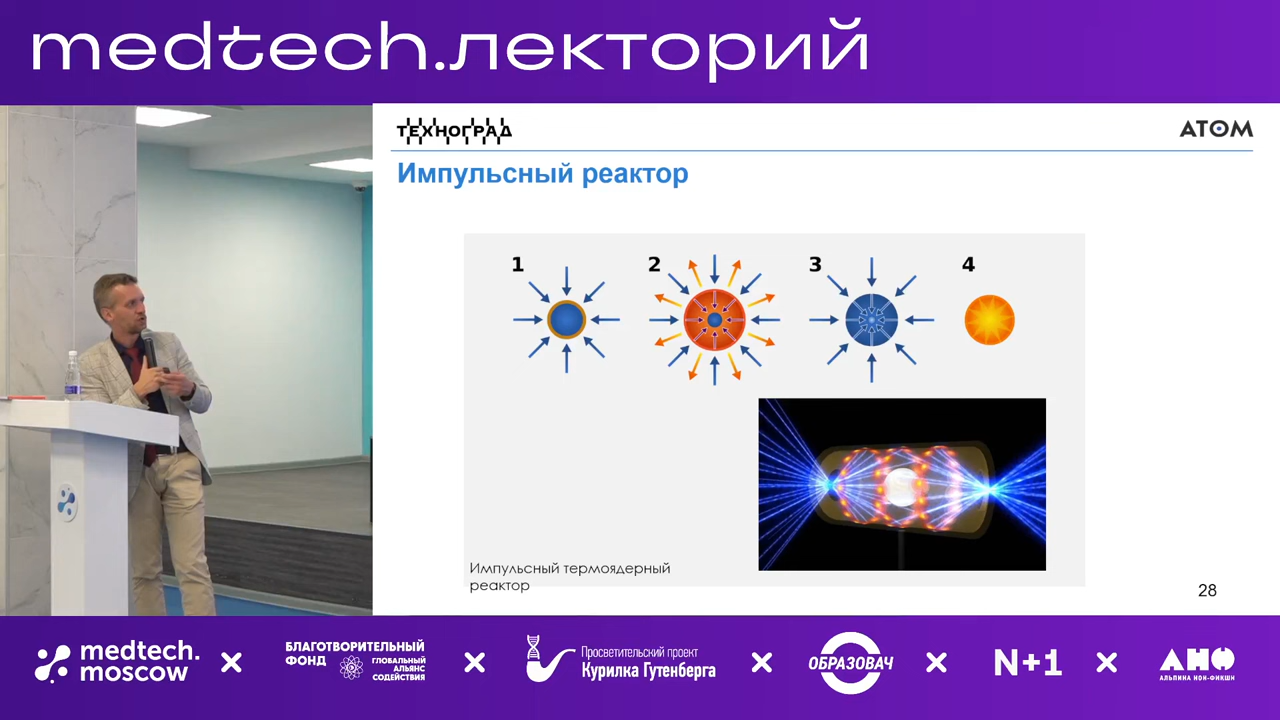 medtech.лекторий
ТЕХНОГРАД
АТОМ
Импульсный реактор
1
2
3
4
Импульсный термоядерный
реактор
28
medtech.
moscow
БЛАГОТВОРИТЕЛЬНЫЙ
ФОНД
ГЛОБАЛЬНЫЙ
АЛЬЯНС
СОДЕЙСТВИЯ
Просветительский проект
Курилка Гутенберга
ОБРАЗОВАЧ
N+1
АНФ
АЛЬПИНА НОН-ФИКШН